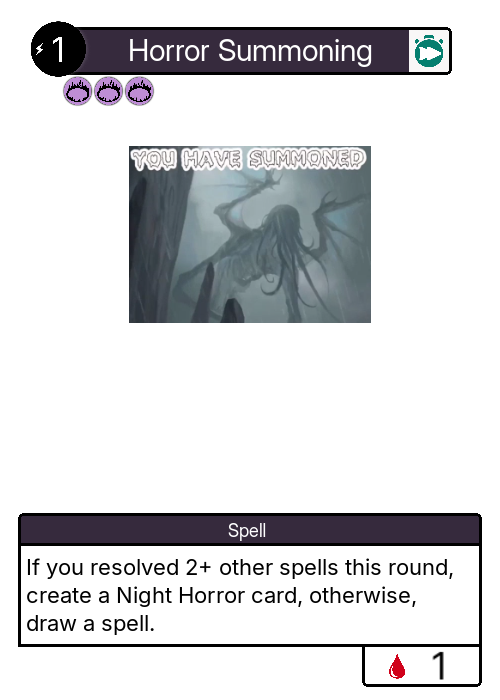 1
Horror Summoning
YOU HAVE SUMMONED
Spell
If you resolved 2+ other spells this round,
create a Night Horror card, otherwise,
draw a spell.
1